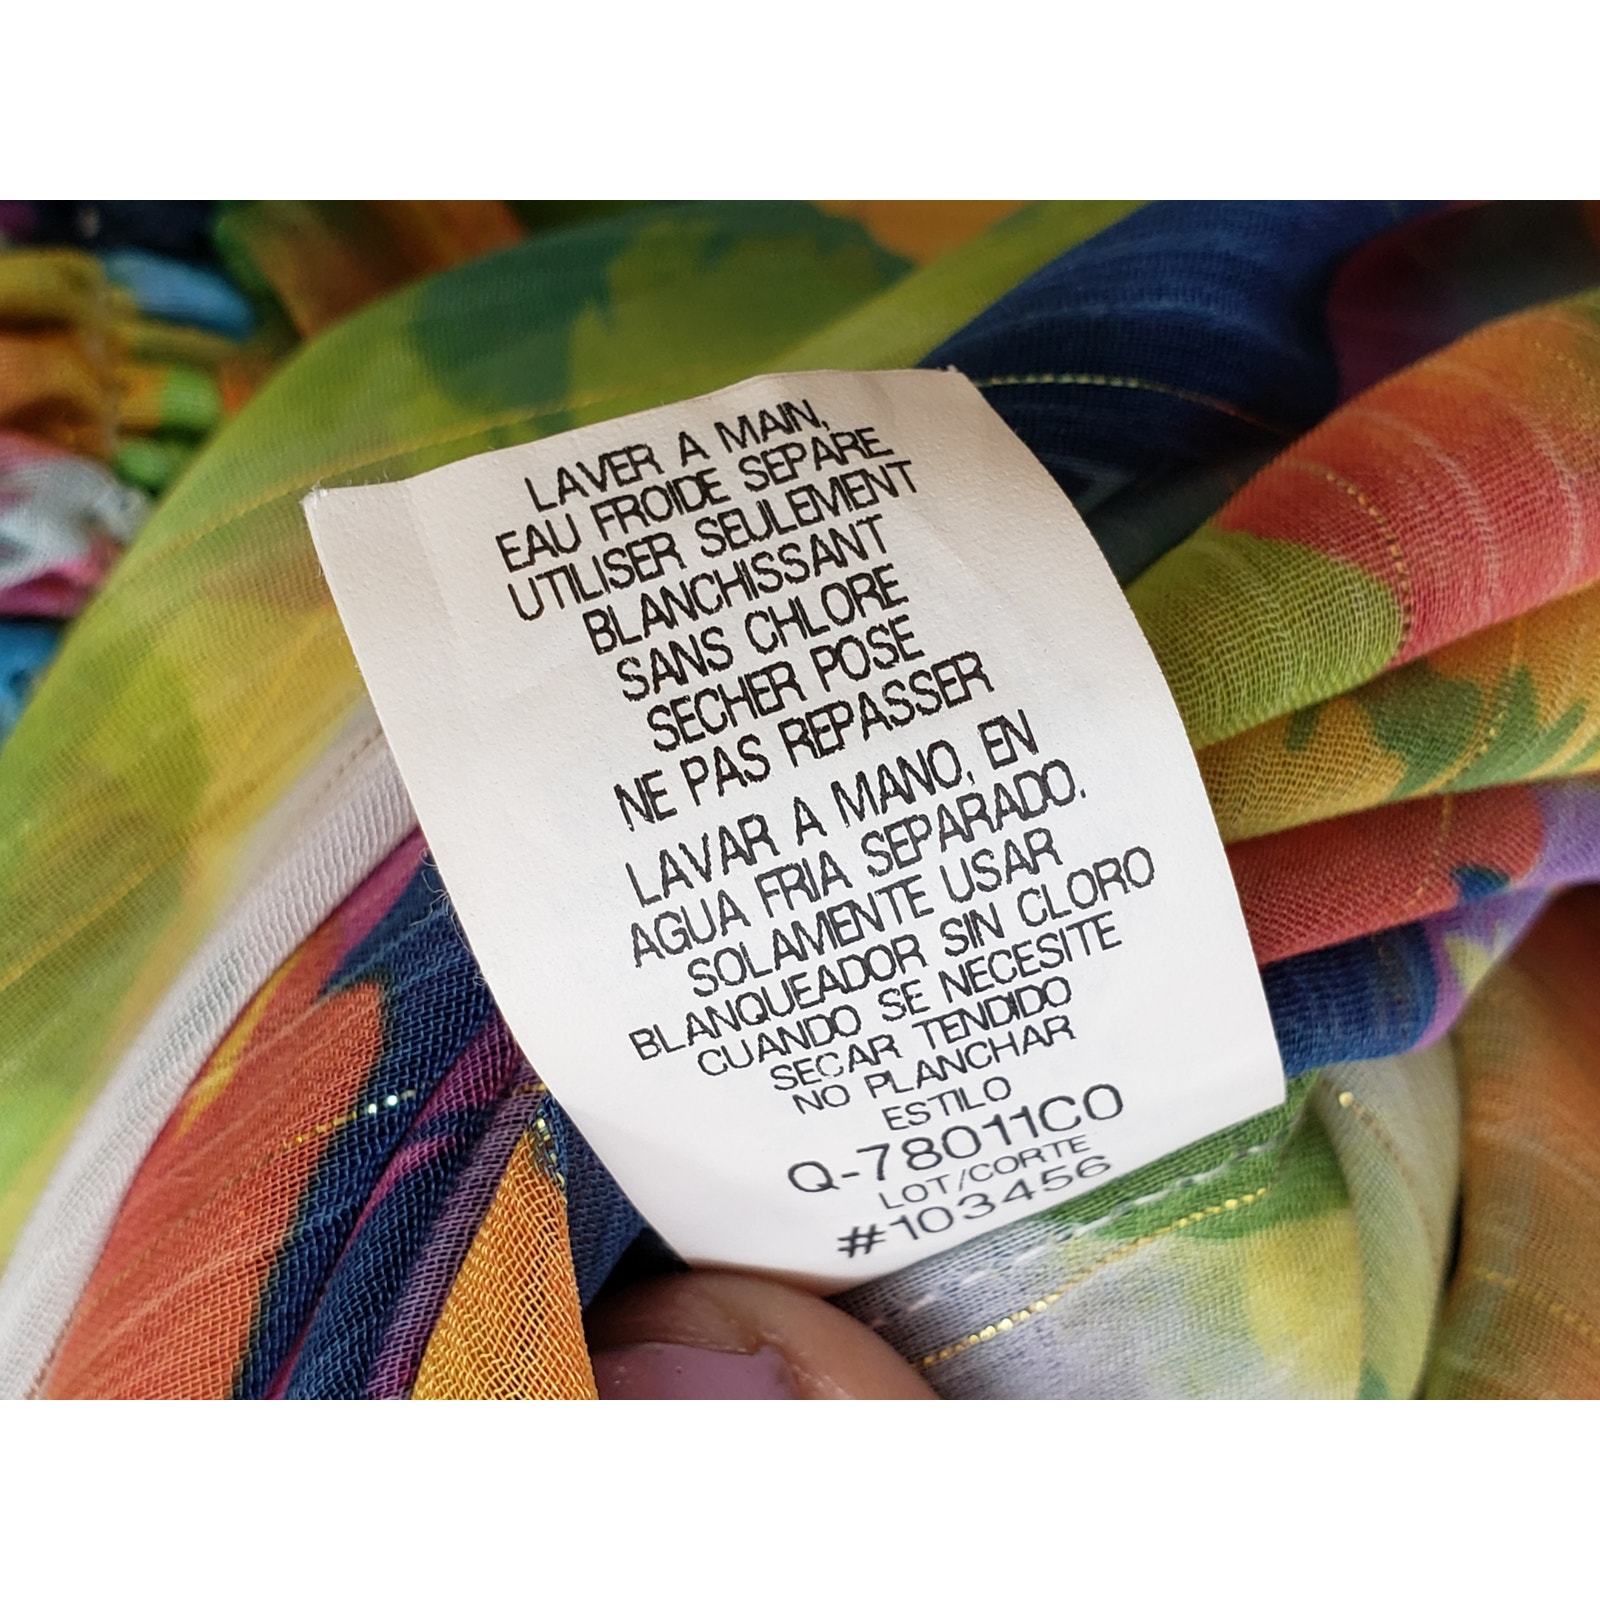 LAVER A MAIN,
EAU FROIDE SEPARE
UTILISER SEULEMENT
BLANCHISSANT
SANS CHLORE
SECHER POSE
NE PAS REPASSER
LAVAR A MANO, EN
AGUA FRIA SEPARADO.
SOLAMENTE USAR
BLANQUEADOR SIN CLORO
CUANDO SE NECESITE
SECAR TENDIDO
NO PLANCHAR
ESTILO
Q-78011CO
LOT/CORTE
#103456